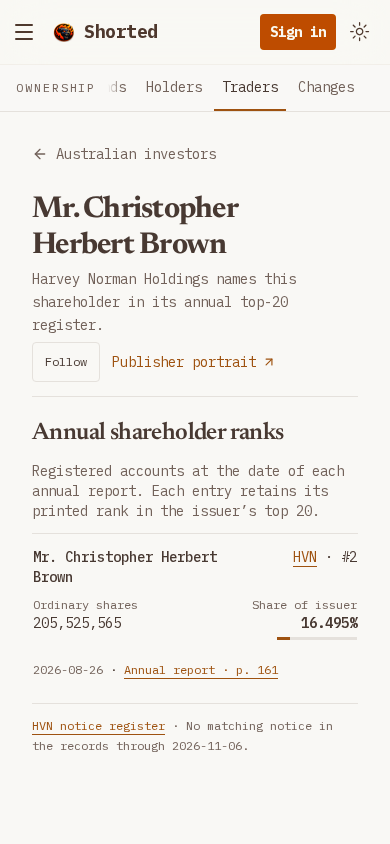 Shorted
Sign in
OWNERSHIP ds Holders Traders Changes
← Australian investors
Mr. Christopher
Herbert Brown
Harvey Norman Holdings names this
shareholder in its annual top-20
register.
Follow Publisher portrait ↗
Annual shareholder ranks
Registered accounts at the date of each
annual report. Each entry retains its
printed rank in the issuer’s top 20.
Mr. Christopher Herbert HVN · #2
Brown
Ordinary shares Share of issuer
205,525,565 16.495%
2026-08-26 · Annual report · p. 161
HVN notice register · No matching notice in
the records through 2026-11-06.